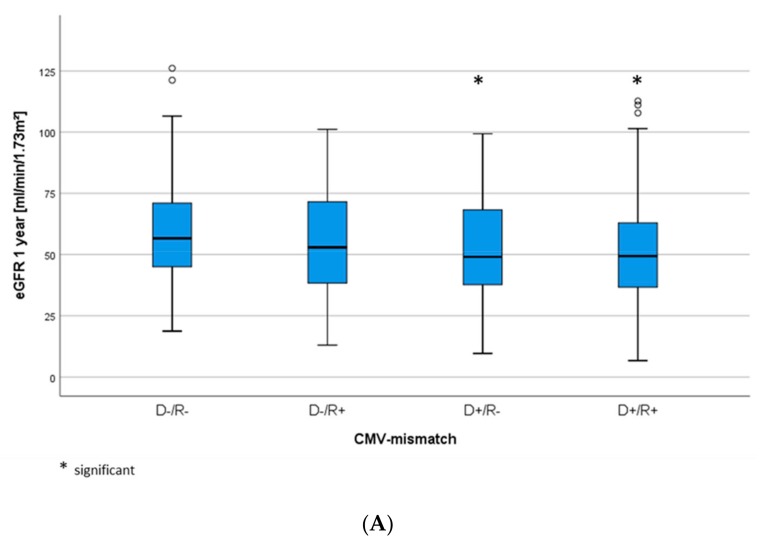 125
100
75
50
25
0
eGFR 1 year [ml/min/1.73m²]
* *
D-/R- D-/R+ D+/R- D+/R+
CMV-mismatch
* significant
(A)